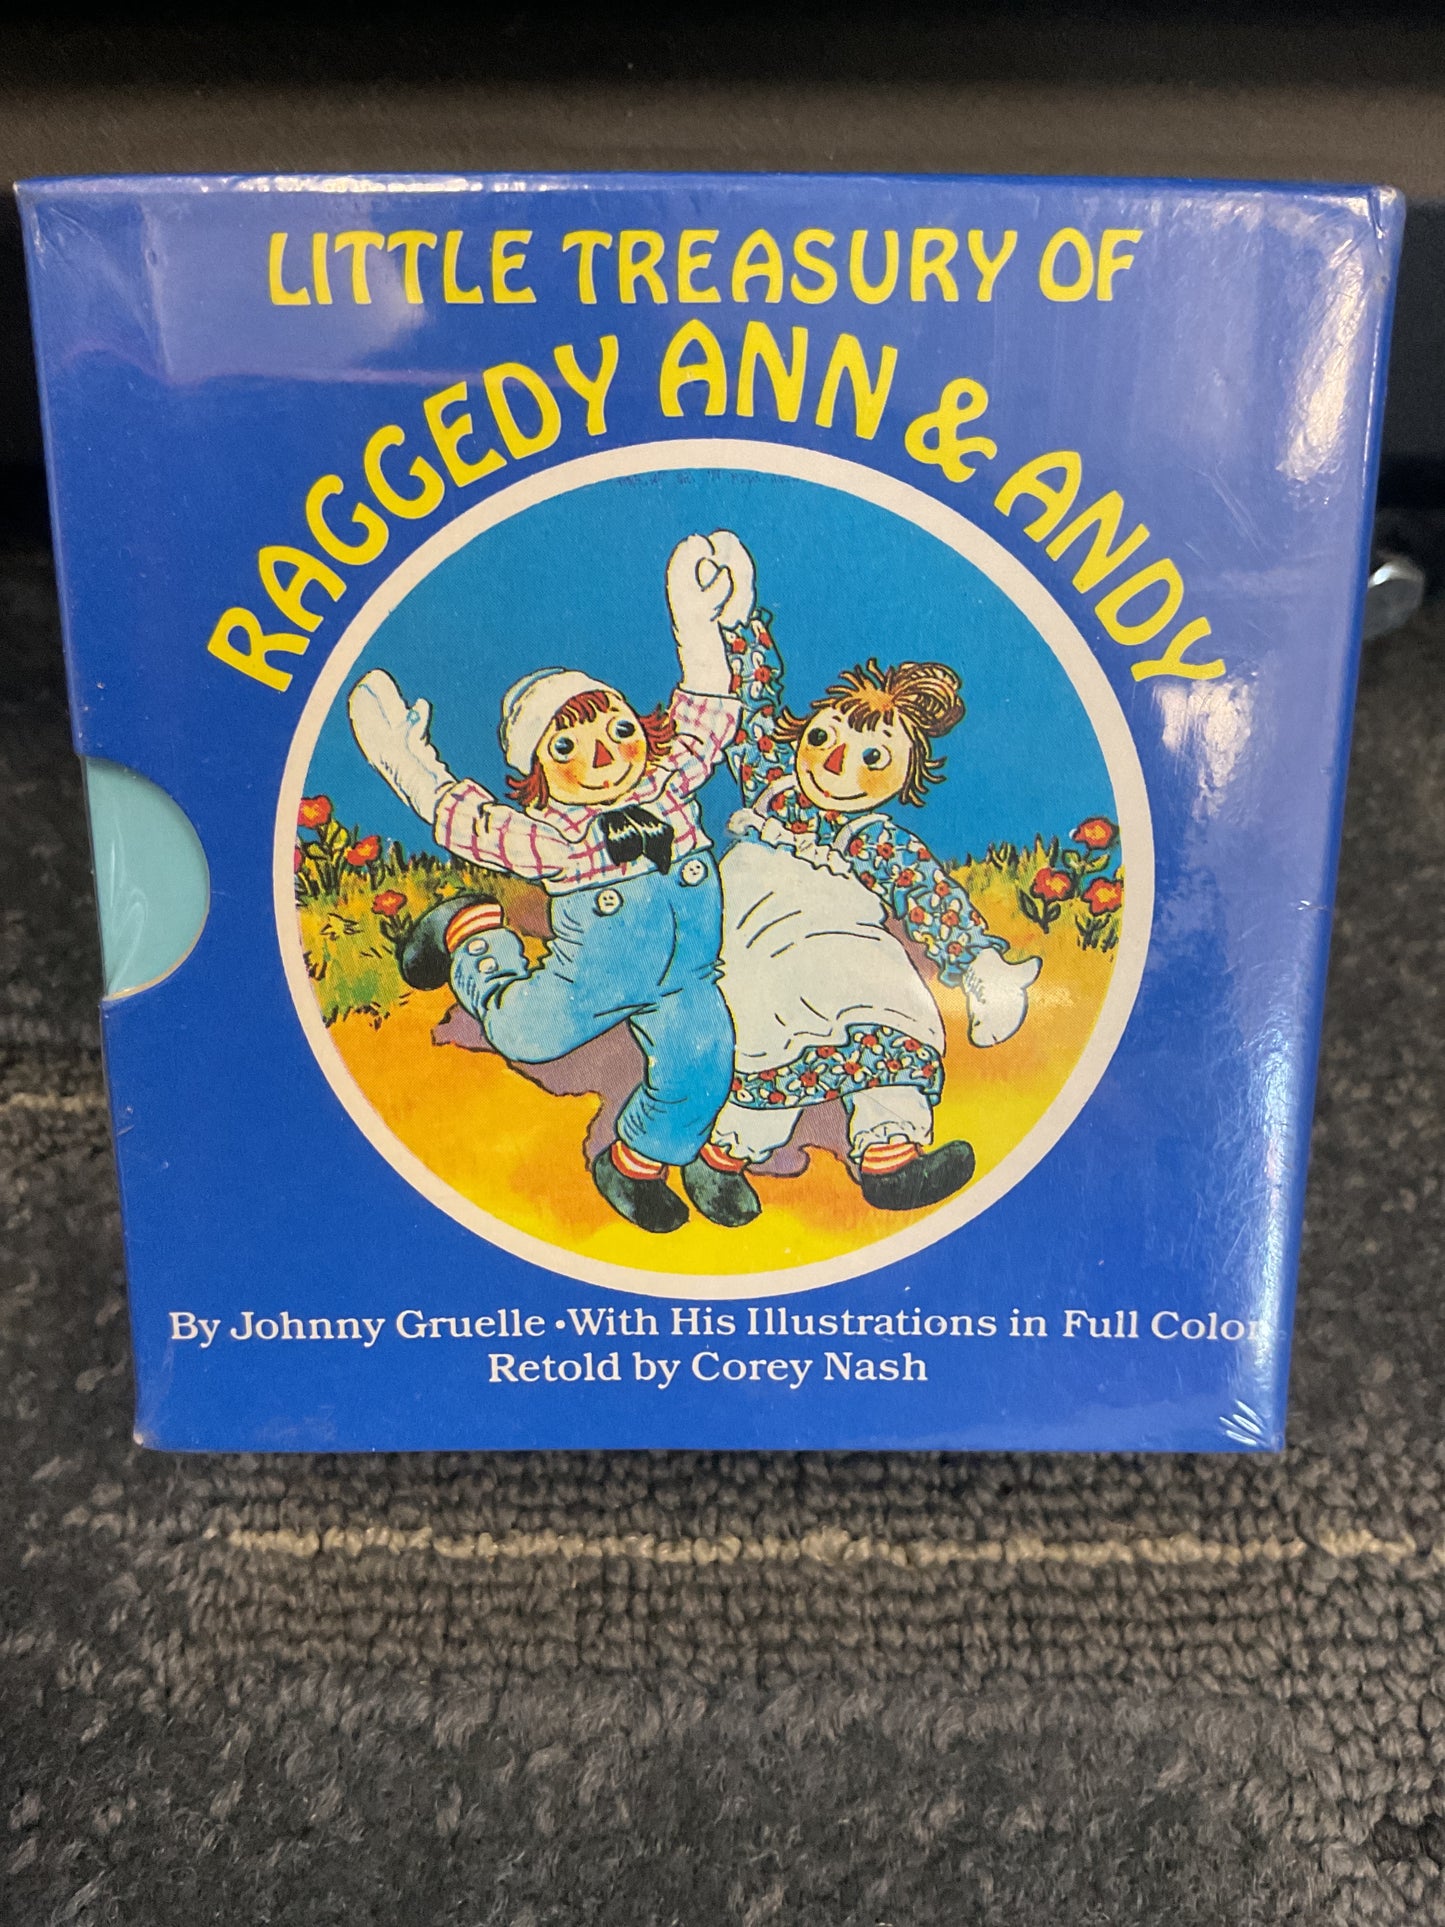 LITTLE TREASURY OF
RAGGEDY ANN & ANDY
By Johnny Gruelle • With His Illustrations in Full Color
Retold by Corey Nash